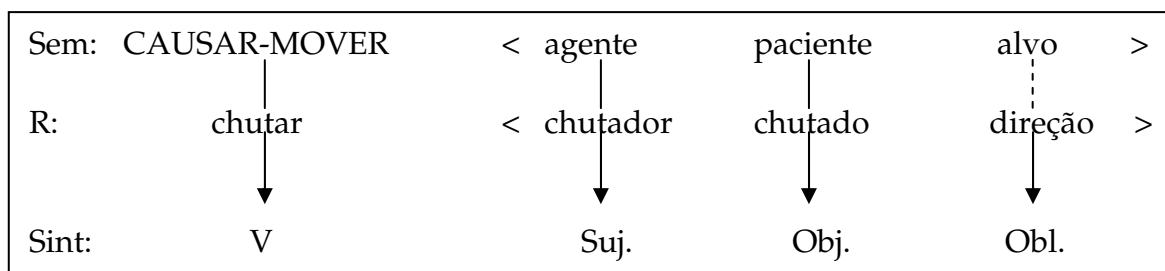 Sem: CAUSAR-MOVER < agente paciente alvo >
R: chutar < chutador chutado direção >
Sint: V Suj. Obj. Obl.